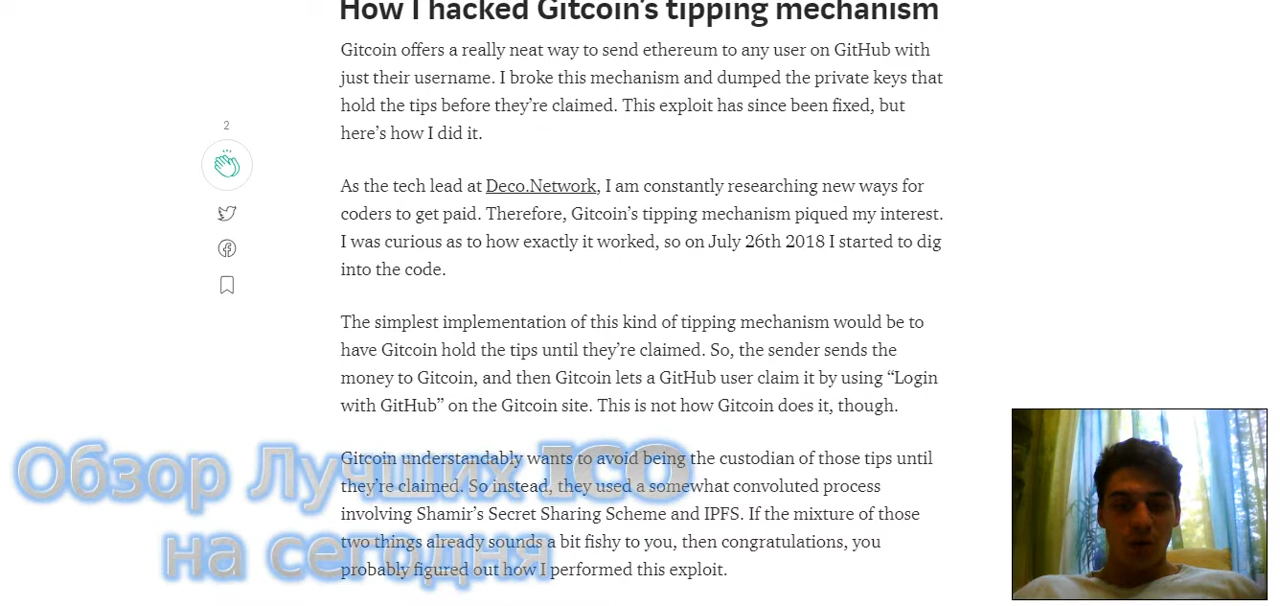 How I hacked Gitcoin's tipping mechanism
Gitcoin offers a really neat way to send ethereum to any user on GitHub with
just their username. I broke this mechanism and dumped the private keys that
hold the tips before they're claimed. This exploit has since been fixed, but
here's how I did it.
2
As the tech lead at Deco.Network, I am constantly researching new ways for
coders to get paid. Therefore, Gitcoin's tipping mechanism piqued my interest.
I was curious as to how exactly it worked, so on July 26th 2018 I started to dig
into the code.
The simplest implementation of this kind of tipping mechanism would be to
have Gitcoin hold the tips until they're claimed. So, the sender sends the
money to Gitcoin, and then Gitcoin lets a GitHub user claim it by using “Login
with GitHub” on the Gitcoin site. This is not how Gitcoin does it, though.
Gitcoin understandably wants to avoid being the custodian of those tips until
they're claimed. So instead, they used a somewhat convoluted process
involving Shamir's Secret Sharing Scheme and IPFS. If the mixture of those
two things already sounds a bit fishy to you, then congratulations, you
probably figured out how I performed this exploit.
Обзор Лучших ICO
на сегодня